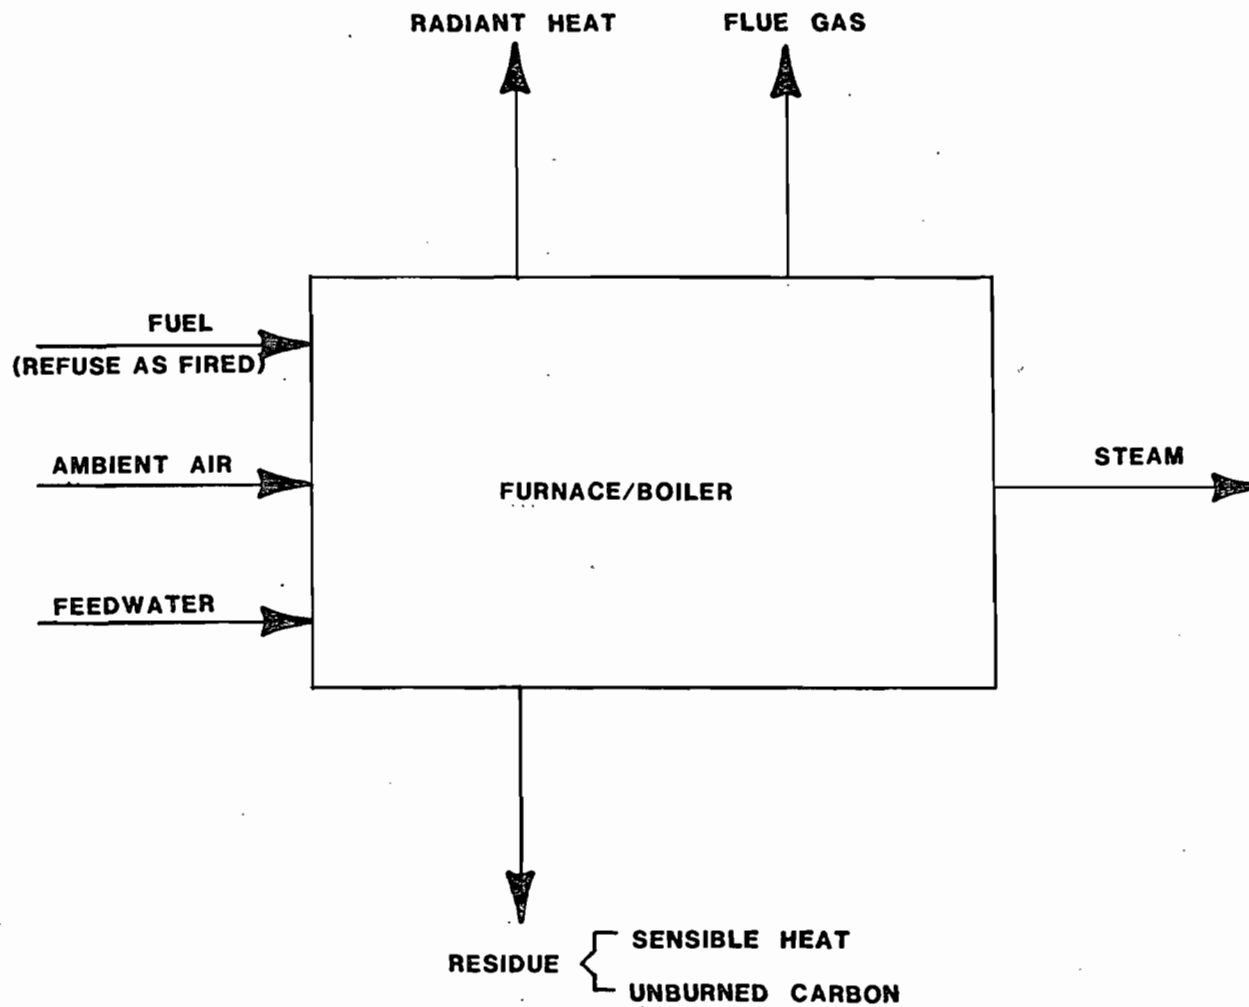 RADIANT HEAT
FLUE GAS
FUEL
(REFUSE AS FIRED)
AMBIENT AIR
STEAM
FURNACE/BOILER
FEEDWATER
SENSIBLE HEAT
RESIDUE
UNBURNED CARBON